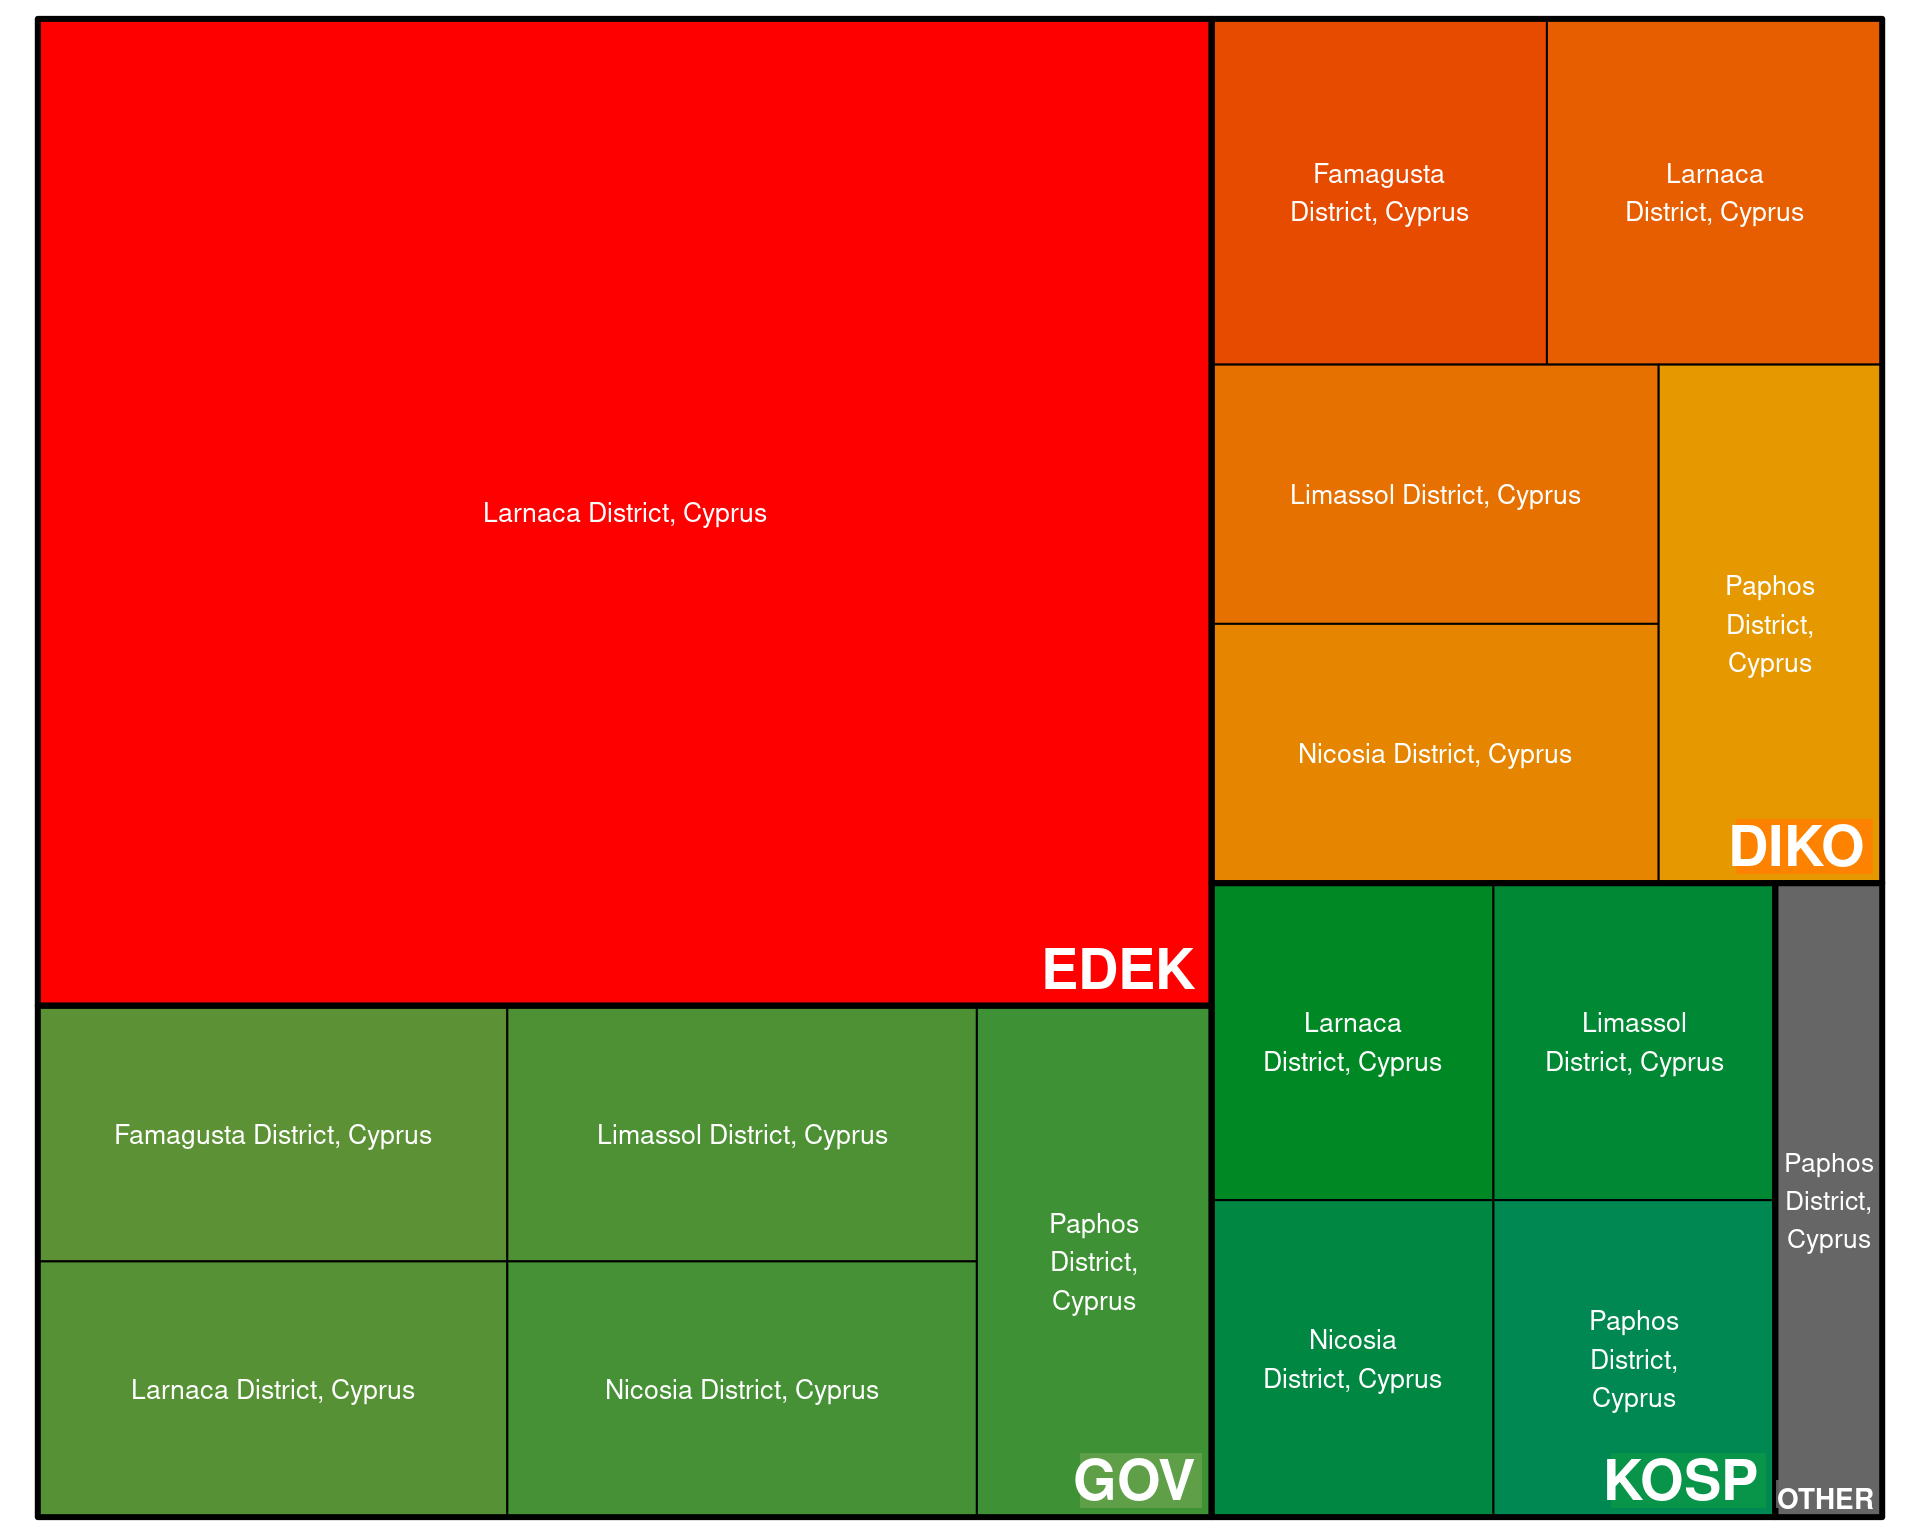 Larnaca District, Cyprus
EDEK
Famagusta
District, Cyprus
Larnaca
District, Cyprus
Limassol District, Cyprus
Nicosia District, Cyprus
Paphos
District,
Cyprus
DIKO
Famagusta District, Cyprus
Limassol District, Cyprus
Larnaca District, Cyprus
Nicosia District, Cyprus
Paphos
District,
Cyprus
GOV
Larnaca
District, Cyprus
Limassol
District, Cyprus
Nicosia
District, Cyprus
Paphos
District,
Cyprus
KOSP
Paphos
District,
Cyprus
OTHER